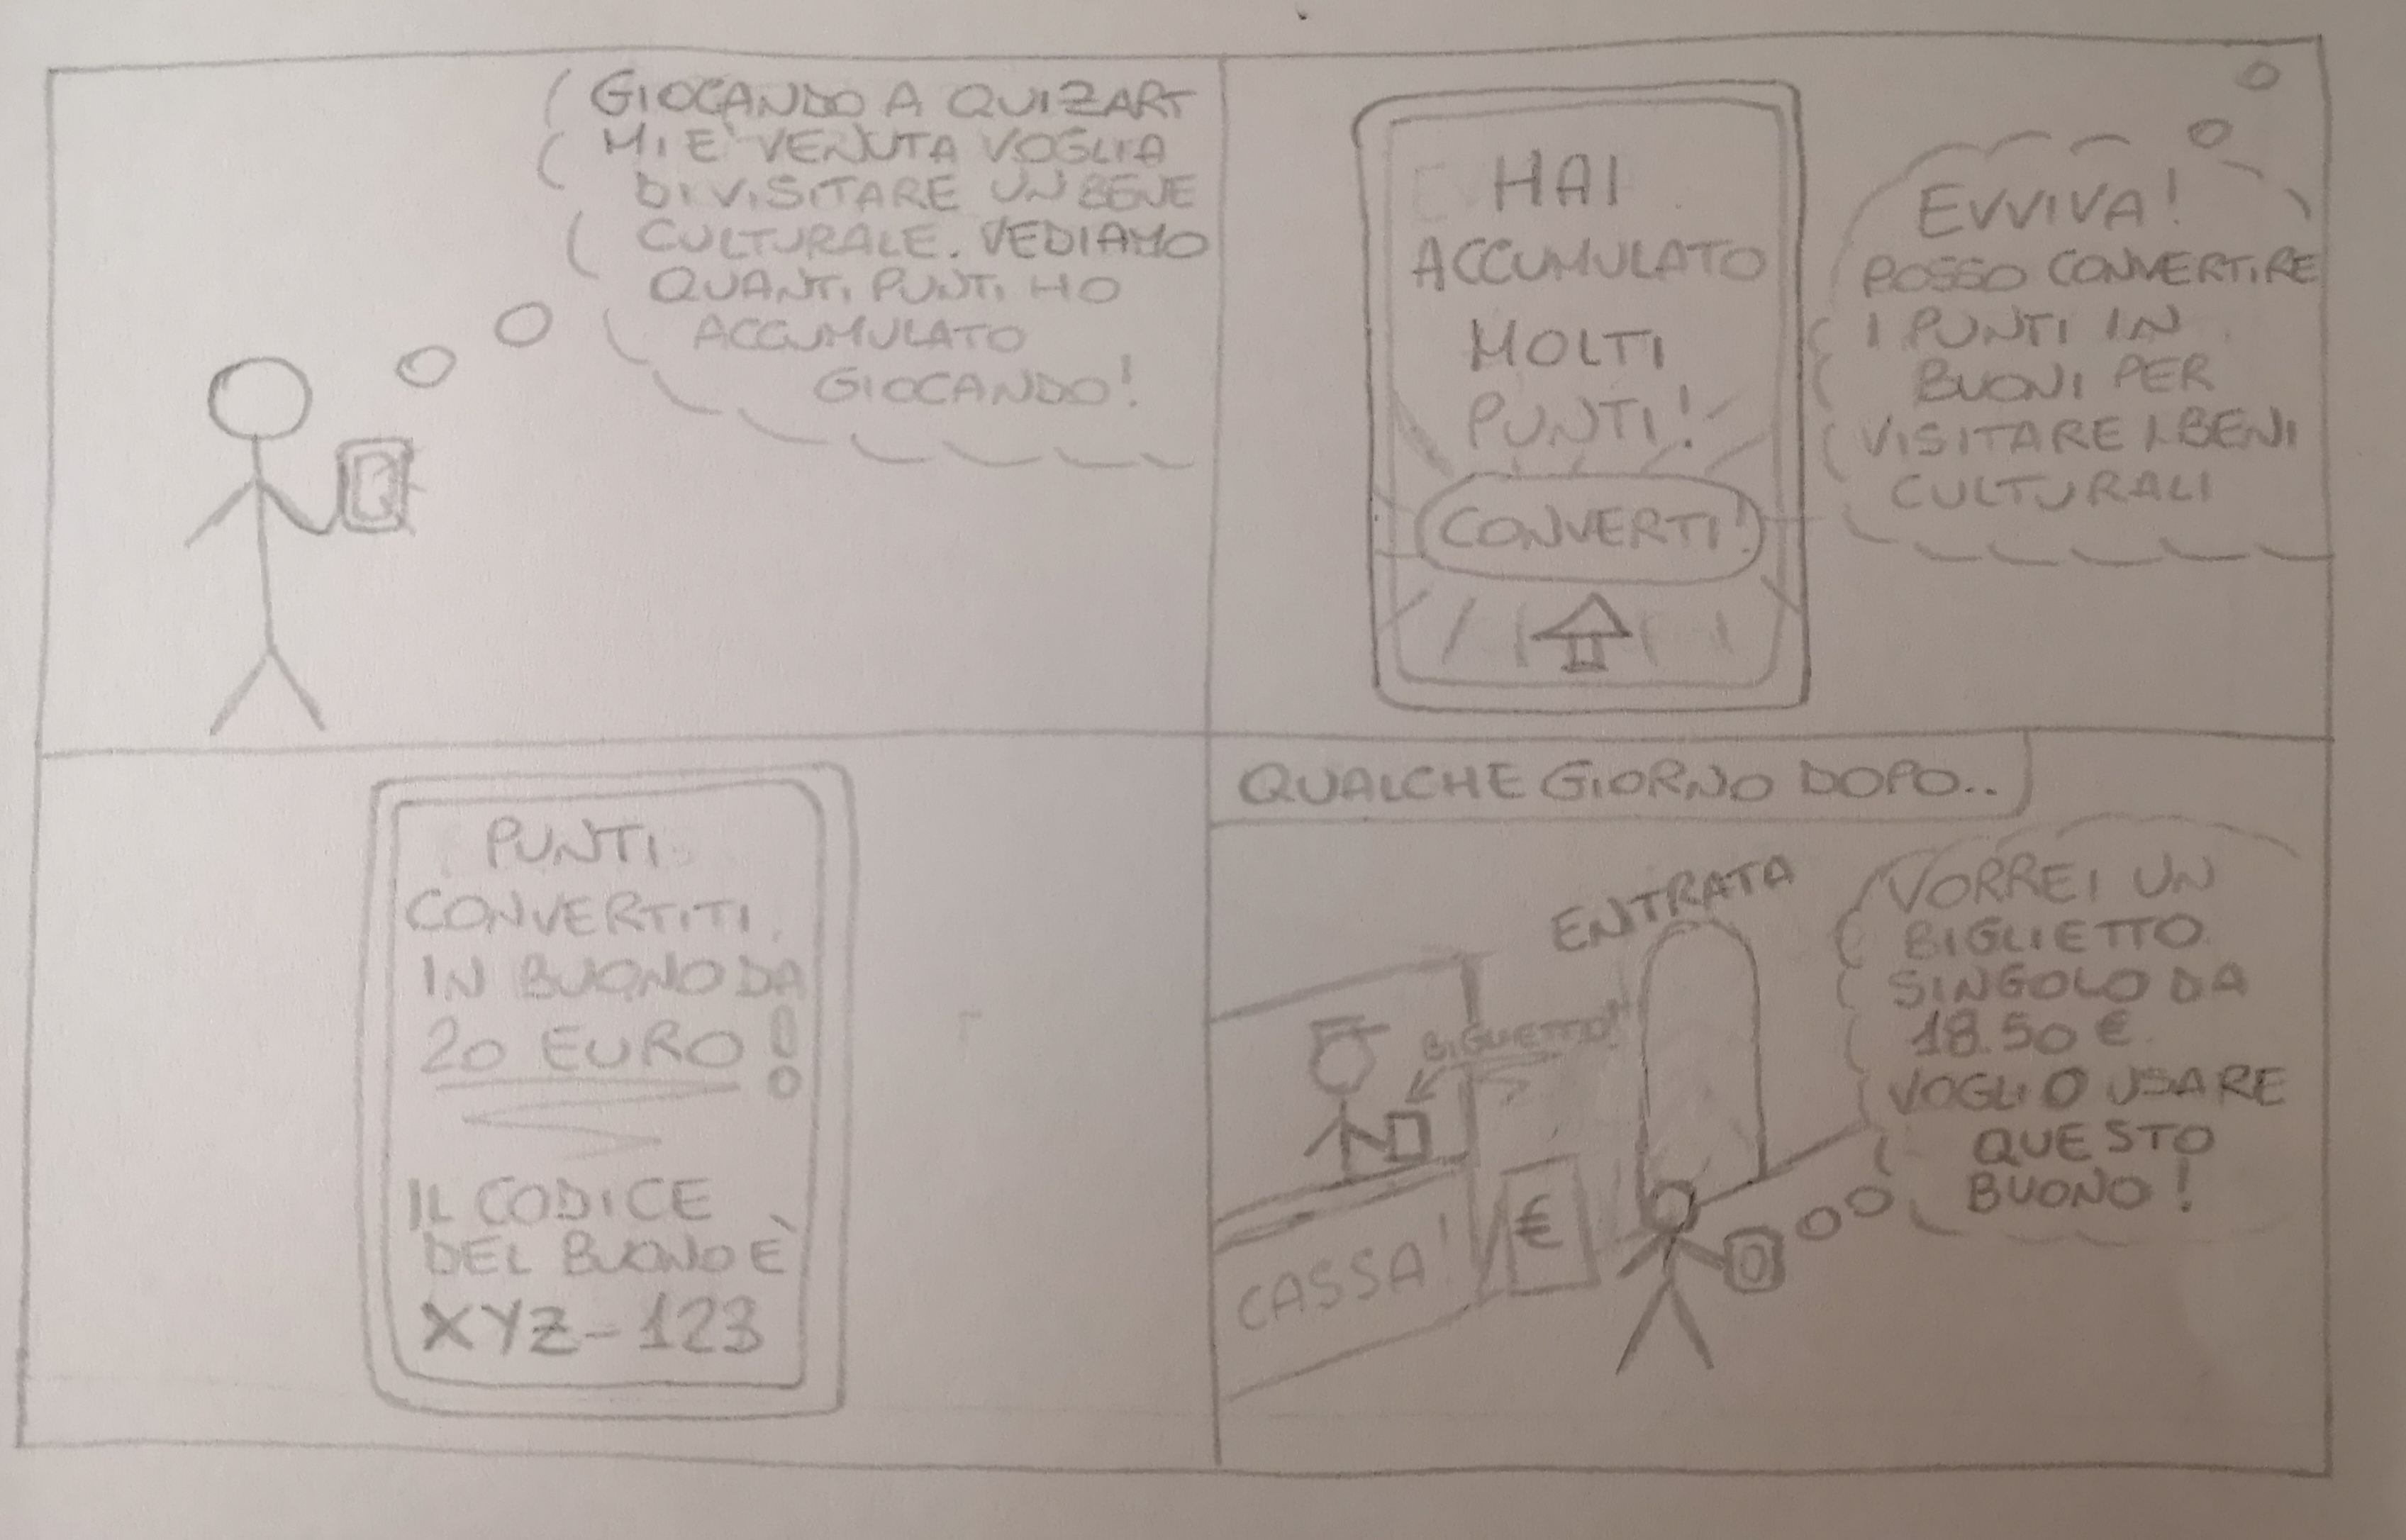 GIOCANDO A QUIZART
MI E' VENUTA VOGLIA
DI VISITARE UN BENE
CULTURALE. VEDIAMO
QUANTI PUNTI HO
ACCUMULATO
GIOCANDO!
HAI
ACCUMULATO
MOLTI
PUNTI!
CONVERTI!
EVVIVA!
POSSO CONVERTIRE
I PUNTI IN
BUONI PER
VISITARE I BENI
CULTURALI
PUNTI
CONVERTITI
IN BUONO DA
20 EURO!
IL CODICE
DEL BUONO È
XYZ-123
QUALCHE GIORNO DOPO..
ENTRATA
BIGLIETTO!
CASSA!
€
VORREI UN
BIGLIETTO
SINGOLO DA
18.50 €.
VOGLIO USARE
QUESTO
BUONO!